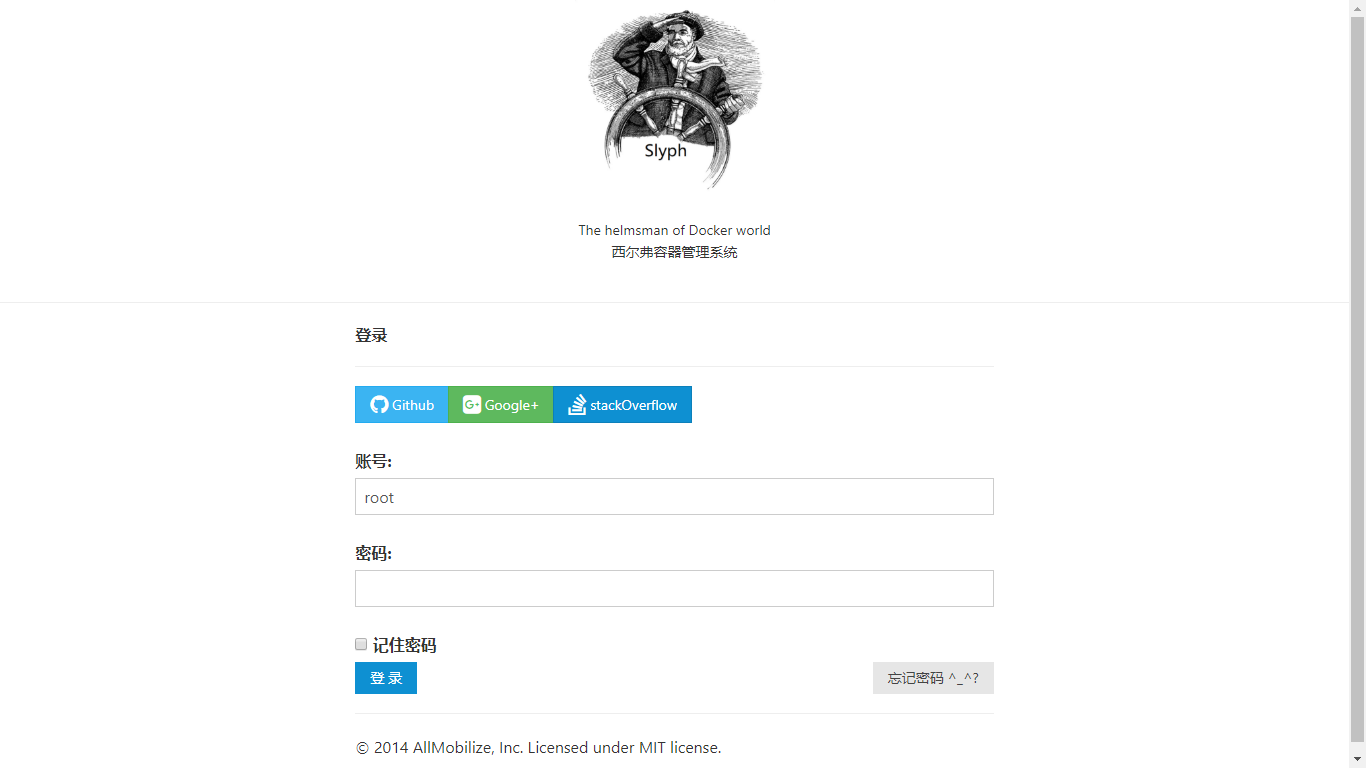 Slyph
The helmsman of Docker world
西尔弗容器管理系统
登录
Github Google+ stackOverflow
账号:
root
密码:
记住密码
登 录 忘记密码 ^_^?
© 2014 AllMobilize, Inc. Licensed under MIT license.